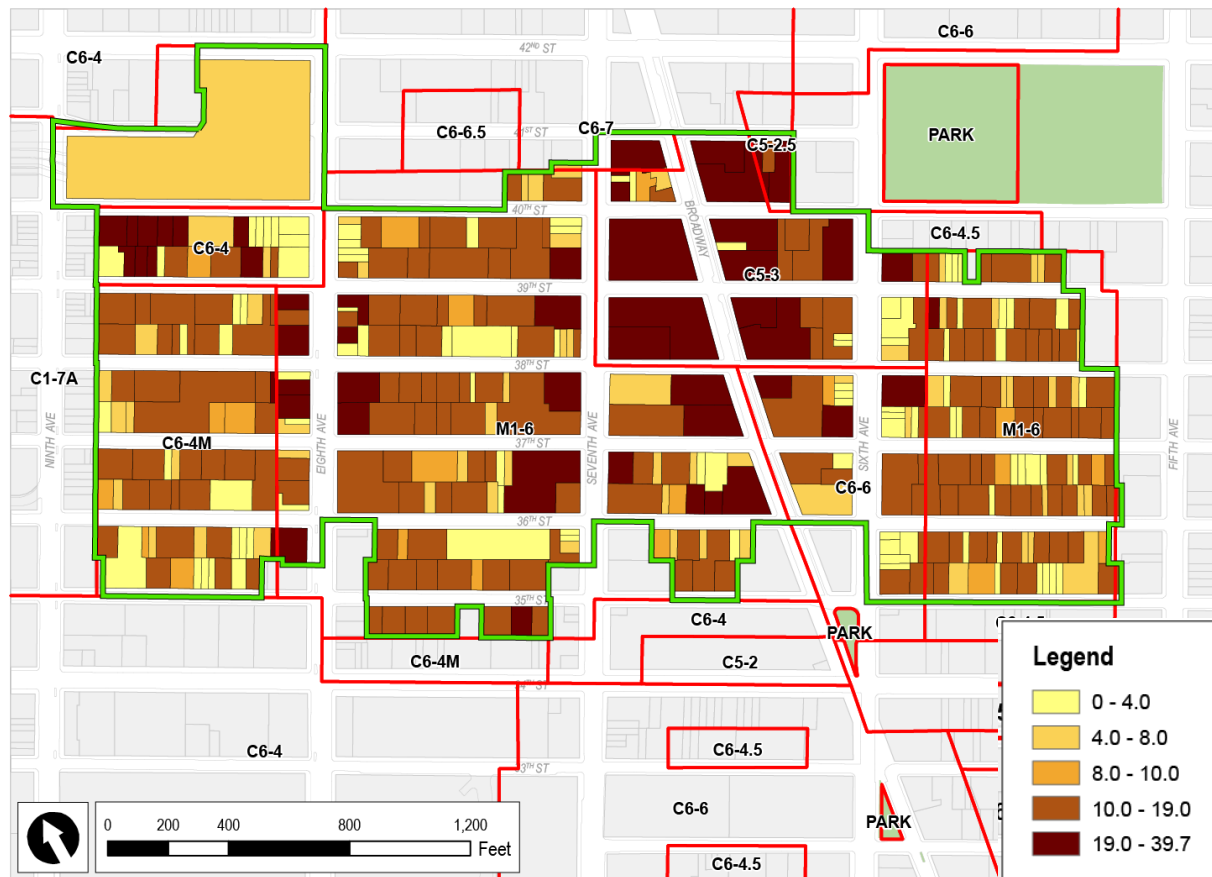 42ND ST
C6-6
C6-4
C6-6.5
41ST ST
C6-7
C5-2.5
PARK
40TH ST
BROADWAY
C6-4.5
C6-4
C5-3
39TH ST
38TH ST
C1-7A
NINTH AVE
C6-4M
EIGHTH AVE
M1-6
37TH ST
SEVENTH AVE
SIXTH AVE
M1-6
FIFTH AVE
C6-6
36TH ST
35TH ST
C6-4
PARK
C6-4M
C5-2
34TH ST
C6-4
C6-4.5
33TH ST
C6-6
PARK
C6-4.5
Legend
0 - 4.0
4.0 - 8.0
8.0 - 10.0
10.0 - 19.0
19.0 - 39.7
0 200 400 800 1,200
Feet